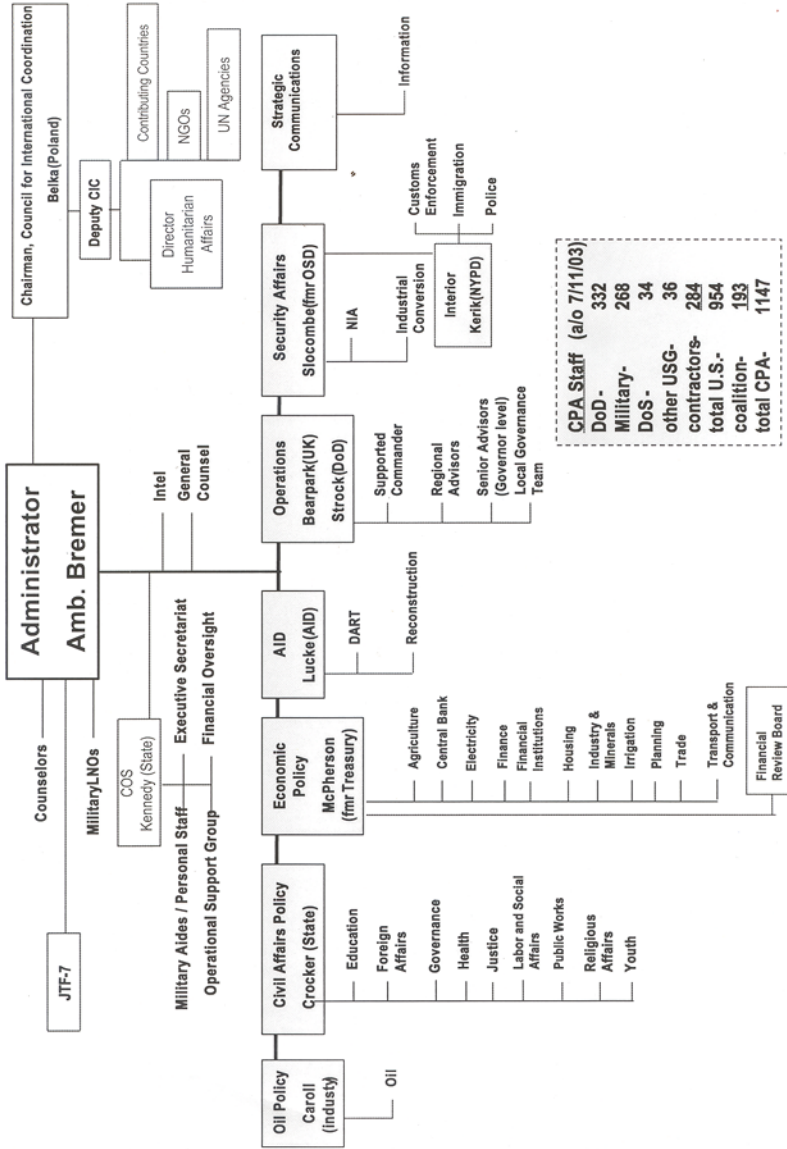 Administrator
Amb. Bremer
Chairman, Council for International Coordination
Belka(Poland)
Deputy CIC
Director
Humanitarian
Affairs
Contributing Countries
NGOs
UN Agencies
Counselors
JTF-7
MilitaryLNOs
COS
Kennedy (State)
Military Aides / Personal Staff
Executive Secretariat
Operational Support Group
Financial Oversight
Intel
General
Counsel
Oil Policy
Caroll
(industy)
Oil
Civil Affairs Policy
Crocker (State)
Education
Foreign
Affairs
Governance
Health
Justice
Labor and Social
Affairs
Public Works
Religious
Affairs
Youth
Economic
Policy
McPherson
(fmr Treasury)
Agriculture
Central Bank
Electricity
Finance
Financial
Institutions
Housing
Industry &
Minerals
Irrigation
Planning
Trade
Transport &
Communication
Financial
Review Board
AID
Lucke(AID)
DART
Reconstruction
Operations
Bearpark(UK)
Strock(DoD)
Supported
Commander
Regional
Advisors
Senior Advisors
(Governor level)
Local Governance
Team
Security Affairs
Slocombe(fmr OSD)
NIA
Industrial
Conversion
Interior
Kerik(NYPD)
Customs
Enforcement
Immigration
Police
Strategic
Communications
Information
CPA Staff (a/o 7/11/03)
DoD - 332
Military- 268
DoS - 34
other USG- 36
contractors- 284
total U.S.- 954
coalition- 193
total CPA- 1147